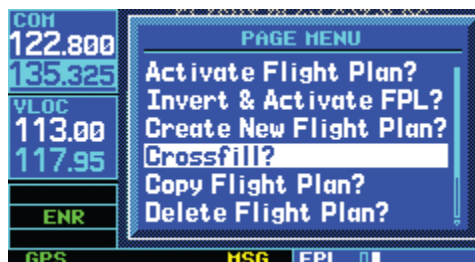 COM
122.800
135.325
VLOC
113.00
117.95
ENR
PAGE MENU
Activate Flight Plan?
Invert & Activate FPL?
Create New Flight Plan?
Crossfill?
Copy Flight Plan?
Delete Flight Plan?
GPS MSG FPL